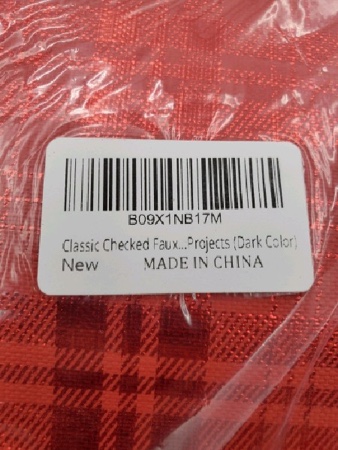 B09X1NB17M
Classic Checked Faux...Projects (Dark Color)
New MADE IN CHINA